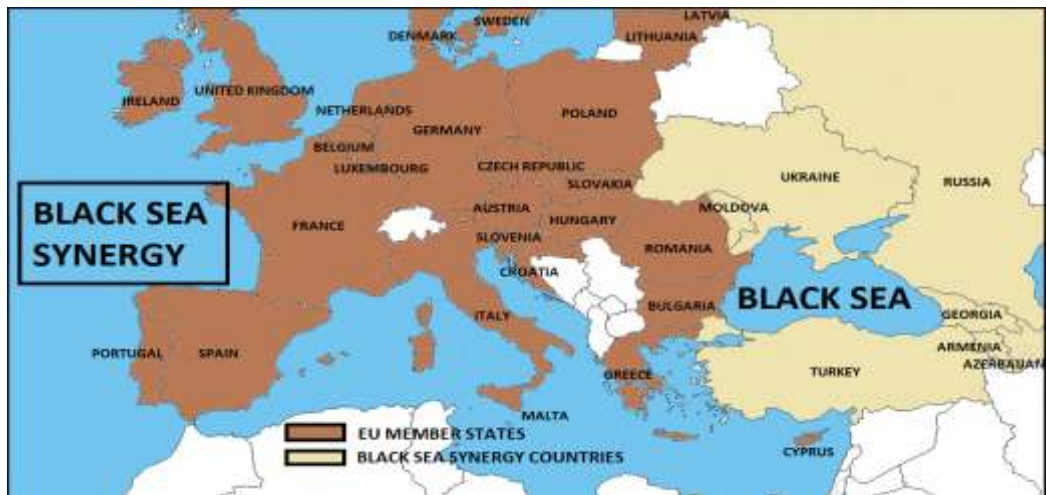 LATVIA
SWEDEN
DENMARK
LITHUANIA
UNITED KINGDOM
IRELAND
NETHERLANDS
POLAND
GERMANY
BELGIUM
LUXEMBOURG
CZECH REPUBLIC
SLOVAKIA
UKRAINE
RUSSIA
BLACK SEA
SYNERGY
FRANCE
AUSTRIA
HUNGARY
MOLDOVA
SLOVENIA
ROMANIA
CROATIA
BULGARIA
BLACK SEA
ITALY
GEORGIA
PORTUGAL
SPAIN
ARMENIA
AZERBAIJAN
GREECE
TURKEY
MALTA
EU MEMBER STATES
CYPRUS
BLACK SEA SYNERGY COUNTRIES